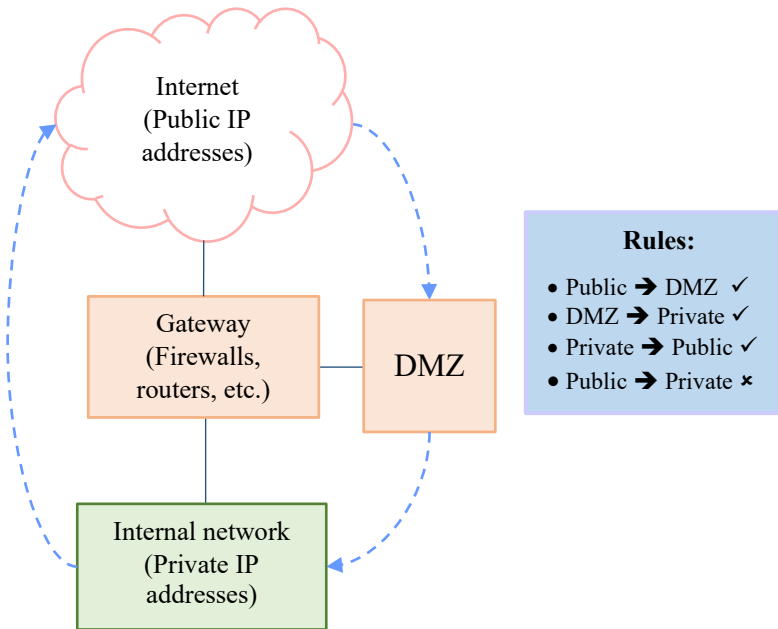 Internet
(Public IP
addresses)
Gateway
(Firewalls,
routers, etc.)
DMZ
Internal network
(Private IP
addresses)
Rules:
• Public ➔ DMZ ✓
• DMZ ➔ Private ✓
• Private ➔ Public ✓
• Public ➔ Private ✗